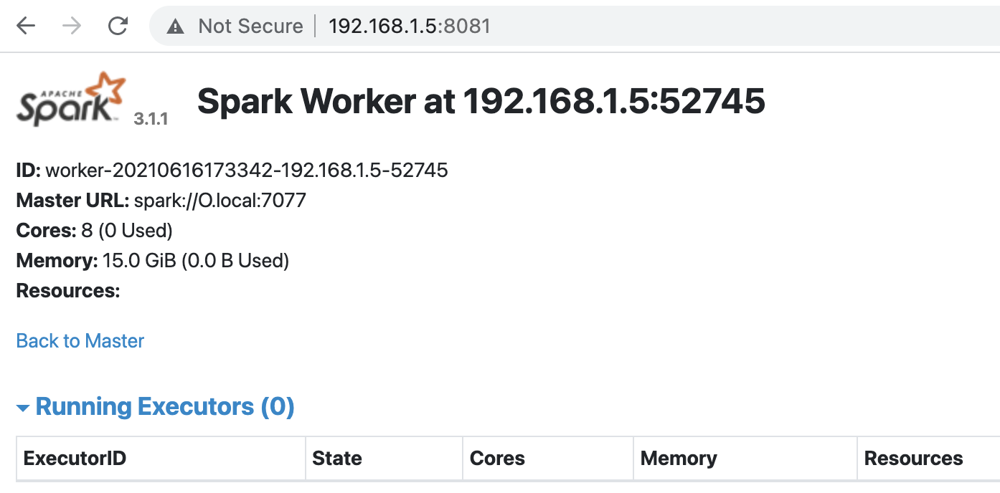 Not Secure 192.168.1.5:8081
APACHE
Spark™ 3.1.1 Spark Worker at 192.168.1.5:52745
ID: worker-20210616173342-192.168.1.5-52745
Master URL: spark://O.local:7077
Cores: 8 (0 Used)
Memory: 15.0 GiB (0.0 B Used)
Resources:
Back to Master
Running Executors (0)
ExecutorID State Cores Memory Resources